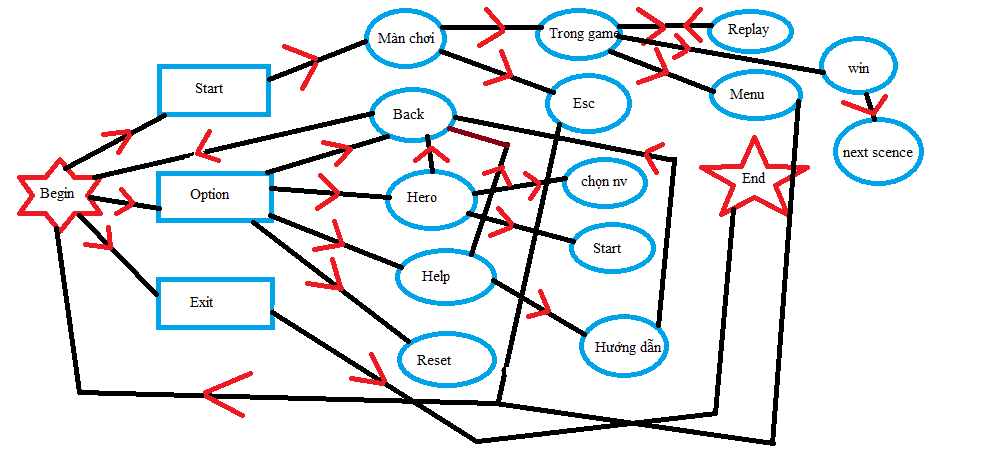 Replay
Màn chơi
Trong game
win
Start
Menu
Esc
Back
next scence
End
chọn nv
Begin
Option
Hero
Start
Help
Exit
Hướng dẫn
Reset